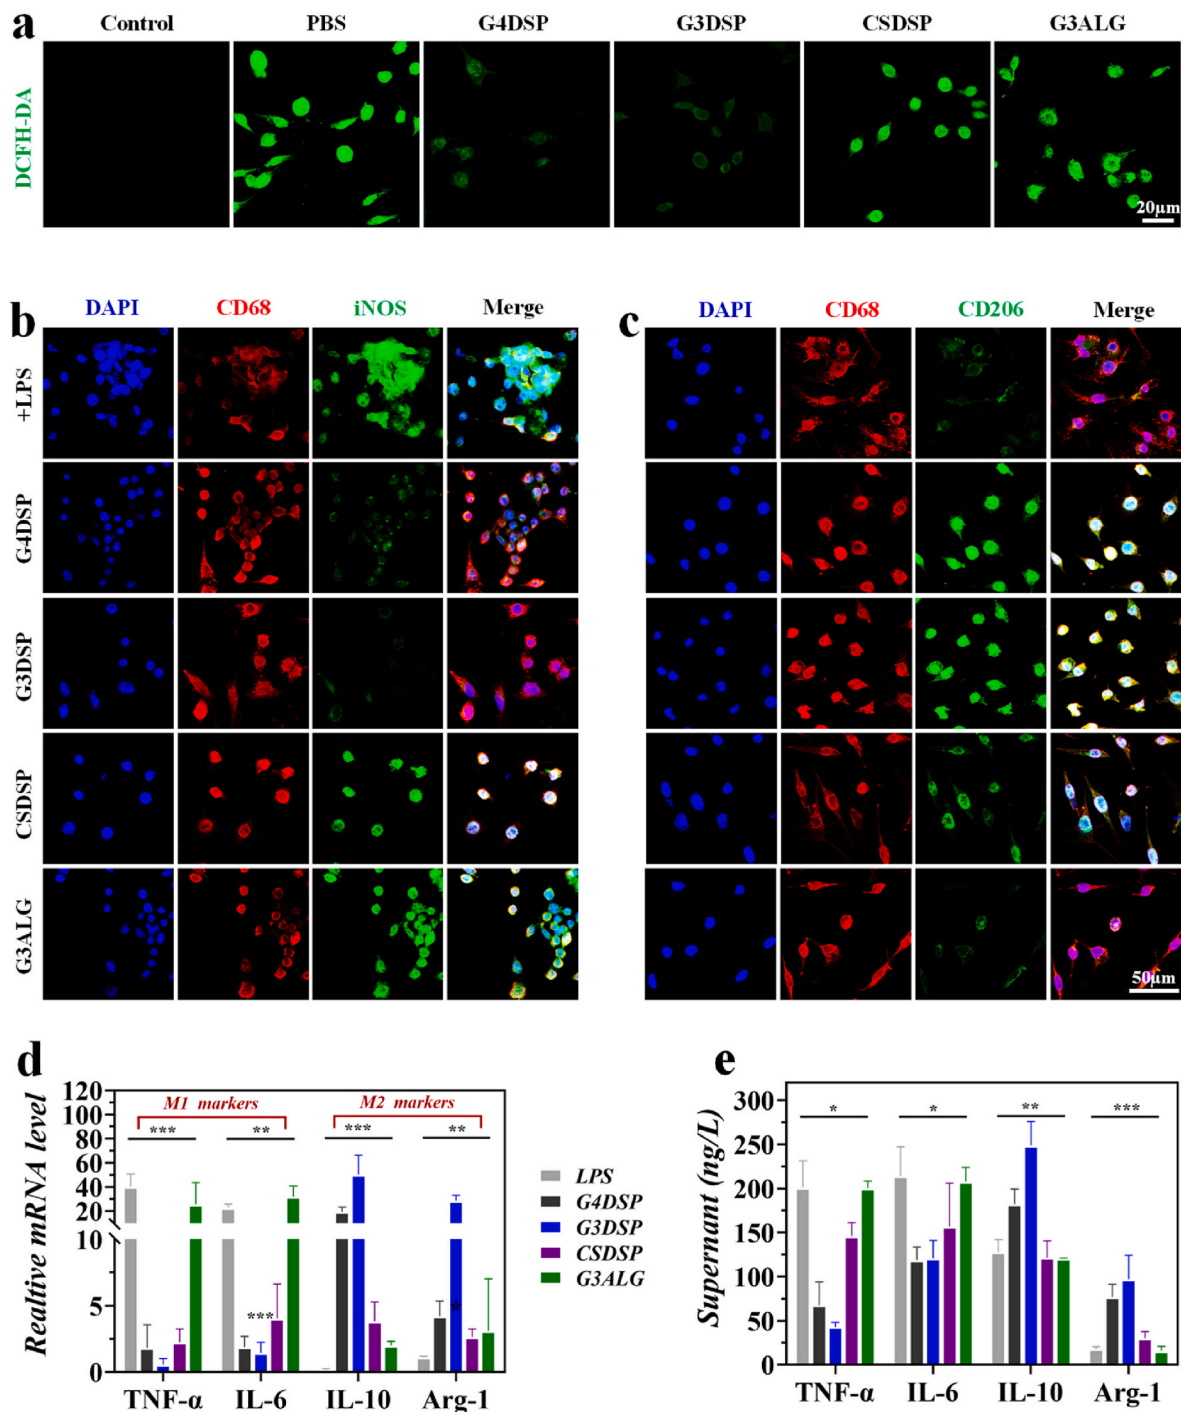 a
Control PBS G4DSP G3DSP CSDSP G3ALG
DCFH-DA
20μm
b
DAPI CD68 iNOS Merge
+LPS
G4DSP
G3DSP
CSDSP
G3ALG
c
DAPI CD68 CD206 Merge
50μm
d
Realtive mRNA level
120
100
80
60
40
20
10
5
0
M1 markers M2 markers
*** ** *** **
***
*
TNF-α IL-6 IL-10 Arg-1
LPS
G4DSP
G3DSP
CSDSP
G3ALG
e
Supernant (ng/L)
300
250
200
150
100
50
0
* * ** ***
TNF-α IL-6 IL-10 Arg-1